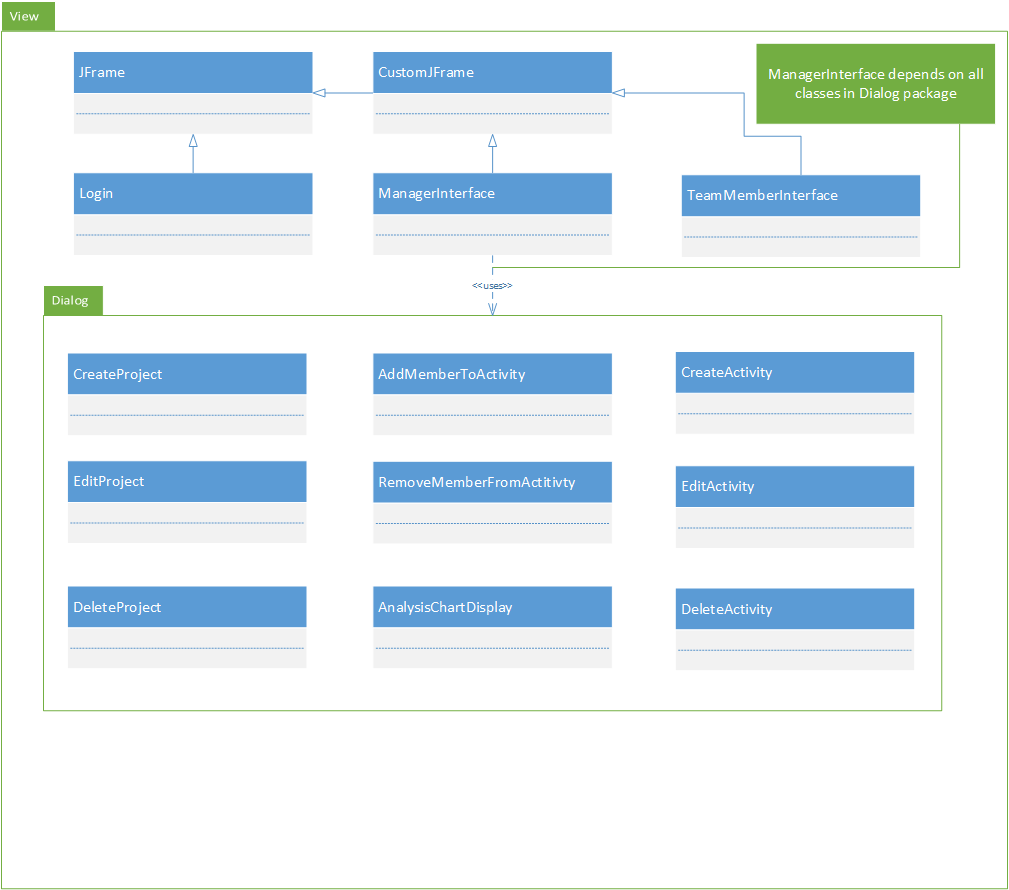 View
JFrame
CustomJFrame
ManagerInterface depends on all
classes in Dialog package
Login
ManagerInterface
TeamMemberInterface
<<uses>>
Dialog
CreateProject
AddMemberToActivity
CreateActivity
EditProject
RemoveMemberFromActitivty
EditActivity
DeleteProject
AnalysisChartDisplay
DeleteActivity